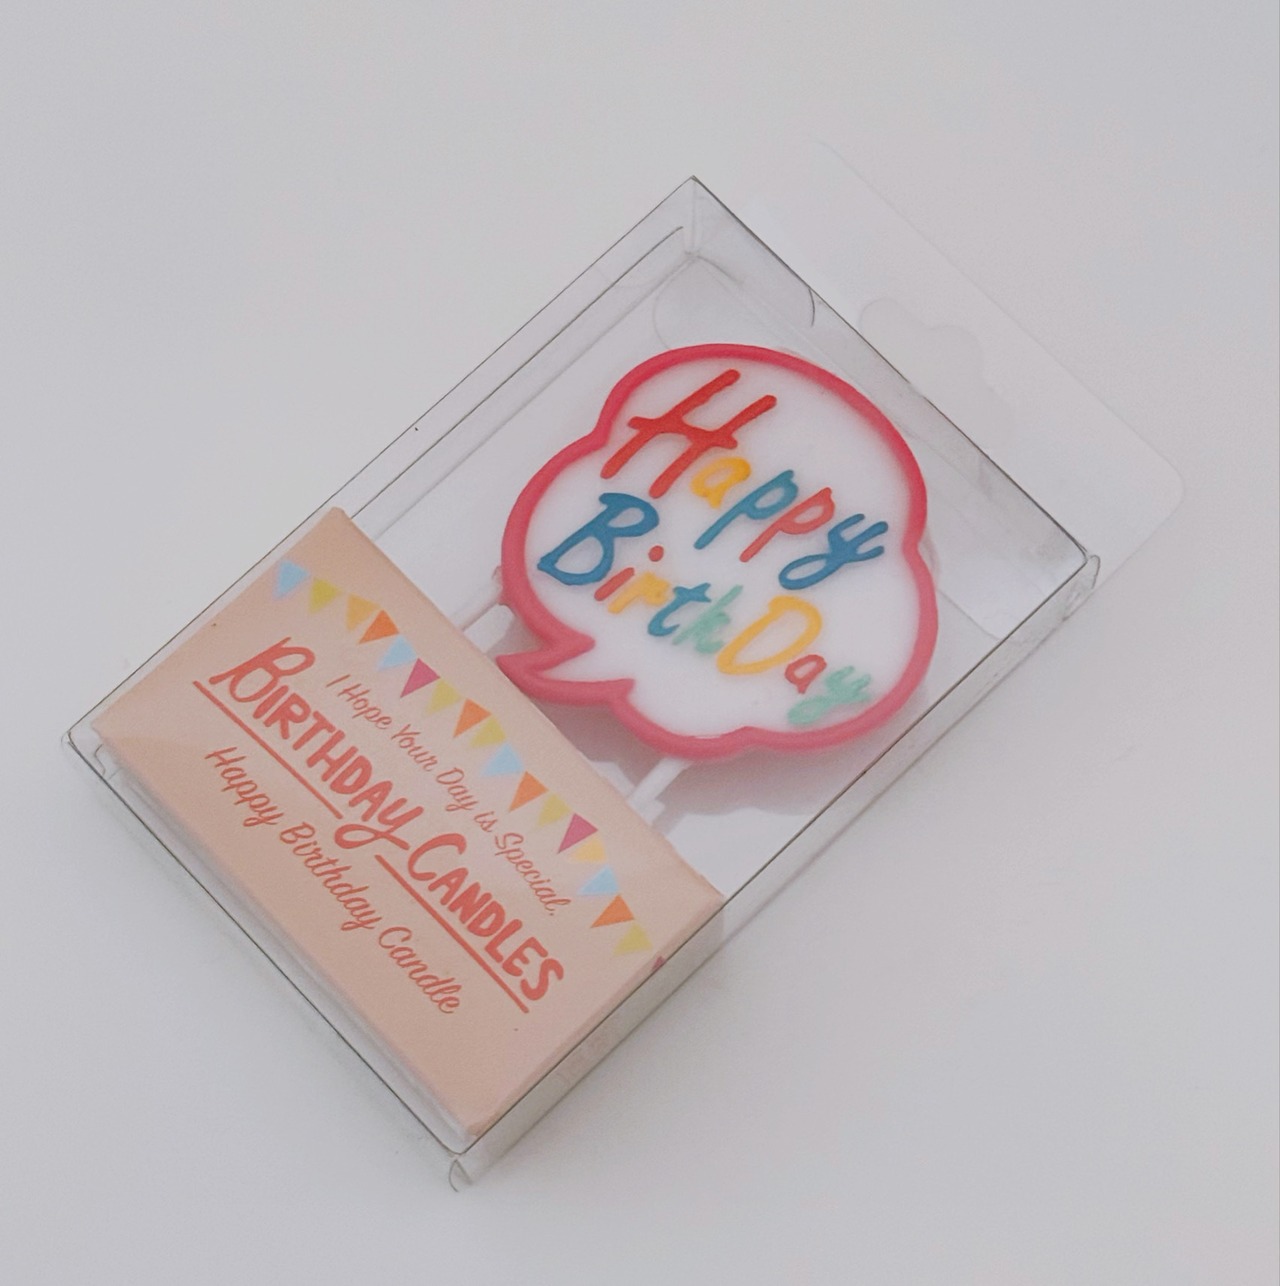 Happy
BirthDay
I Hope Your Day is Special.
BIRTHDAY CANDLES
Happy Birthday Candle